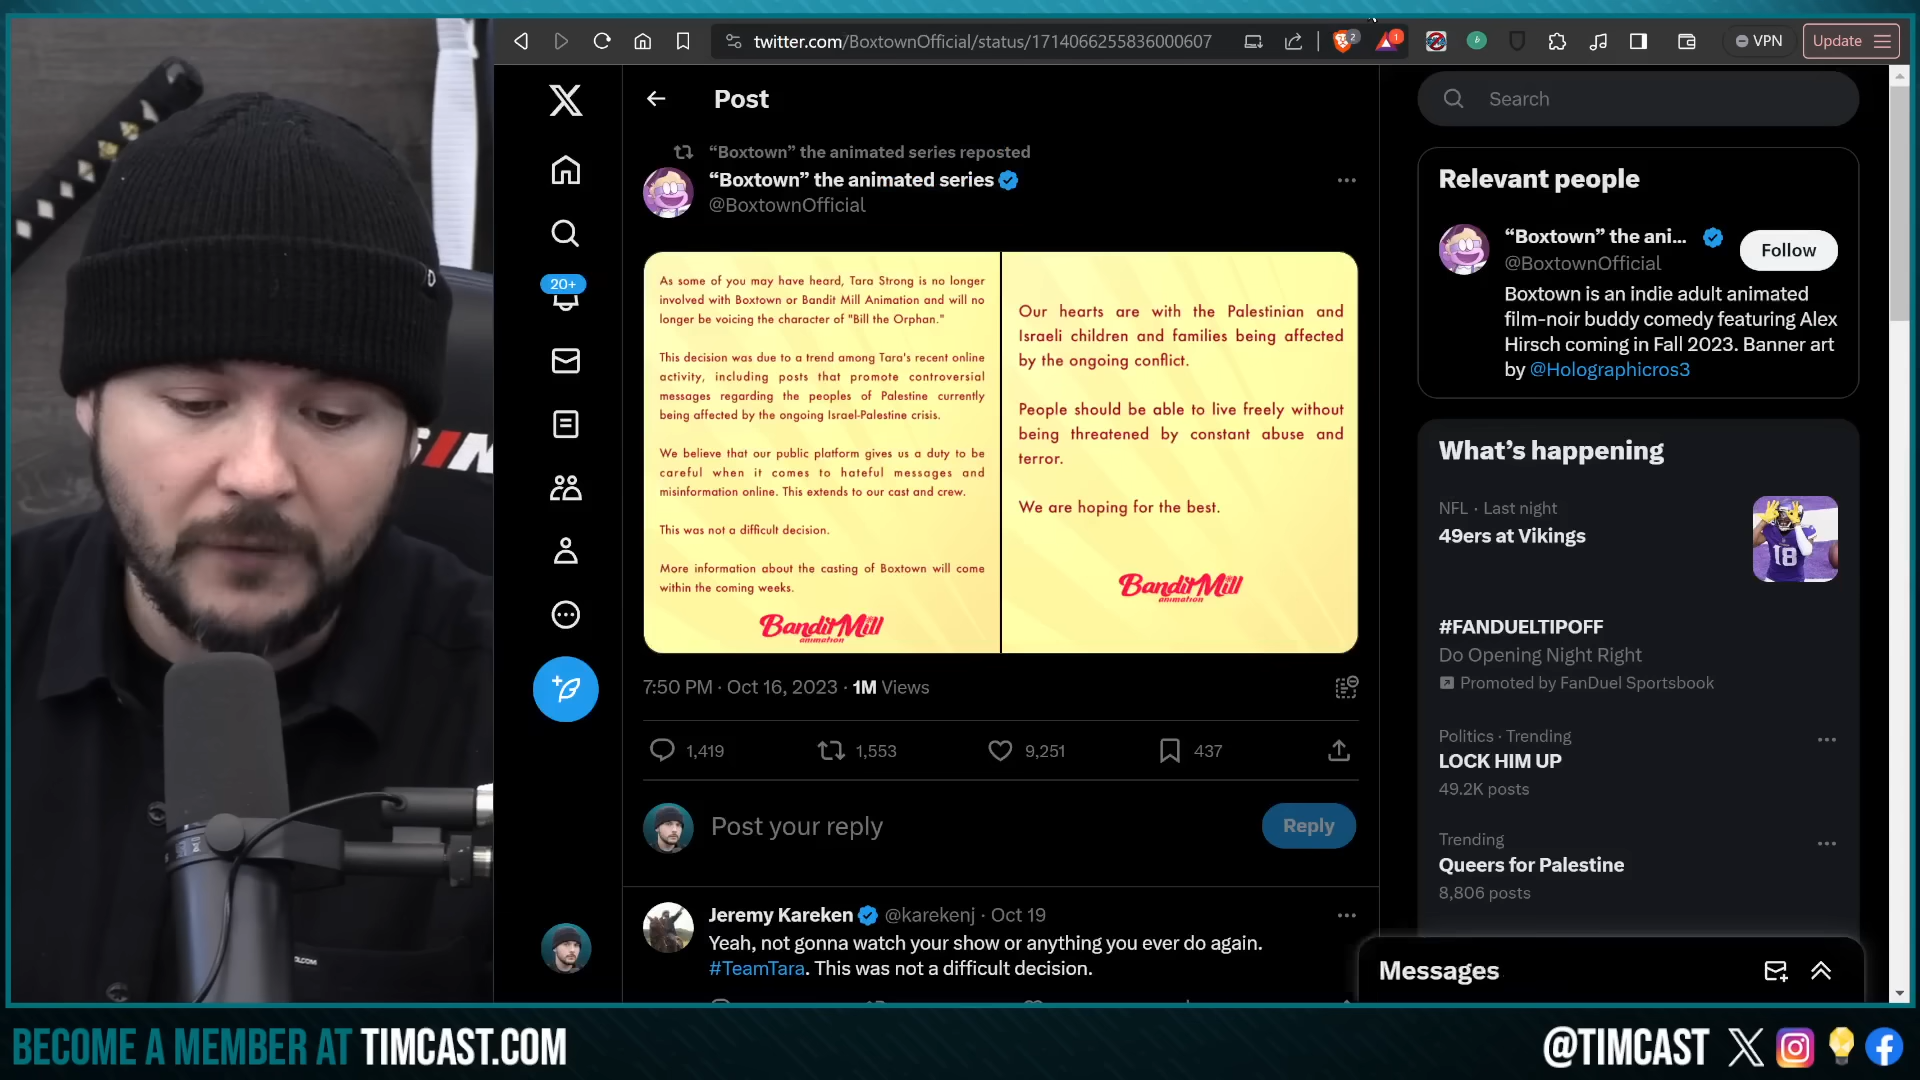 twitter.com/BoxtownOfficial/status/1714066255836000607
2
1
VPN
Update
Post
Search
“Boxtown” the animated series reposted
“Boxtown” the animated series
@BoxtownOfficial
As some of you may have heard, Tara Strong is no longer
involved with Boxtown or Bandit Mill Animation and will no
longer be voicing the character of "Bill the Orphan."
This decision was due to a trend among Tara's recent online
activity, including posts that promote controversial
messages regarding the peoples of Palestine currently
being affected by the ongoing Israel-Palestine crisis.
We believe that our public platform gives us a duty to be
careful when it comes to hateful messages and
misinformation online. This extends to our cast and crew.
This was not a difficult decision.
More information about the casting of Boxtown will come
within the coming weeks.
Bandit Mill
animation
Our hearts are with the Palestinian and
Israeli children and families being affected
by the ongoing conflict.
People should be able to live freely without
being threatened by constant abuse and
terror.
We are hoping for the best.
Bandit Mill
animation
7:50 PM · Oct 16, 2023 · 1M Views
1,419
1,553
9,251
437
Post your reply
Reply
Jeremy Kareken @karekenj · Oct 19
Yeah, not gonna watch your show or anything you ever do again.
#TeamTara. This was not a difficult decision.
20+
Relevant people
“Boxtown” the ani...
@BoxtownOfficial
Follow
Boxtown is an indie adult animated
film-noir buddy comedy featuring Alex
Hirsch coming in Fall 2023. Banner art
by @Holographicros3
What’s happening
NFL · Last night
49ers at Vikings
18
#FANDUELTIPOFF
Do Opening Night Right
Promoted by FanDuel Sportsbook
Politics · Trending
LOCK HIM UP
49.2K posts
Trending
Queers for Palestine
8,806 posts
Messages
BECOME A MEMBER AT TIMCAST.COM
@TIMCAST